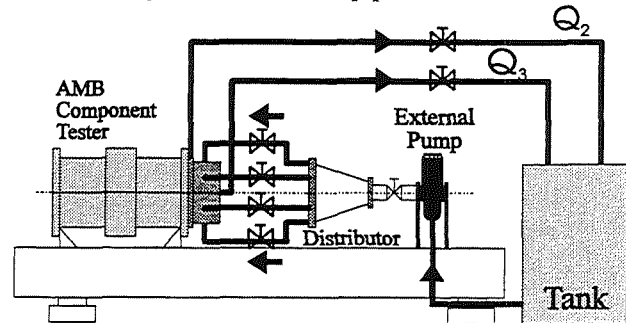 Q2
Q3
AMB
Component
Tester
External
Pump
Distributor
Tank